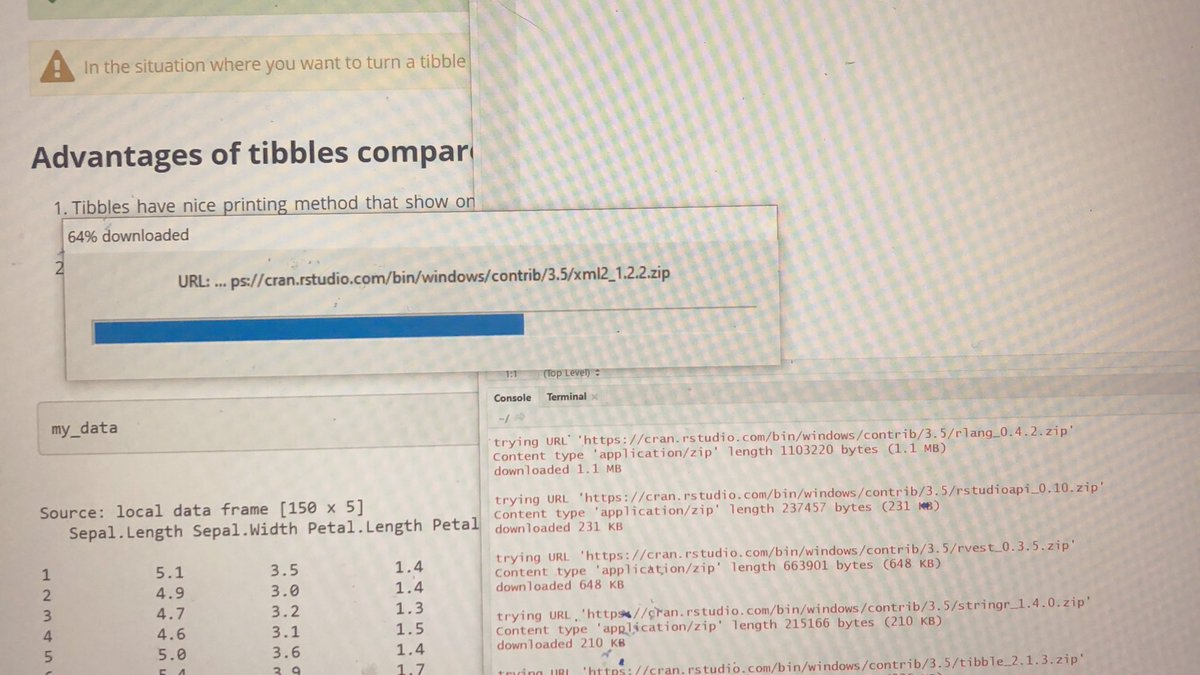 In the situation where you want to turn a tibble
Advantages of tibbles compar
1. Tibbles have nice printing method that show on
64% downloaded
2
URL: ... ps://cran.rstudio.com/bin/windows/contrib/3.5/xml2_1.2.2.zip
my_data
Source: local data frame [150 x 5]
Sepal.Length Sepal.Width Petal.Length Petal
1 5.1 3.5 1.4
2 4.9 3.0 1.4
3 4.7 3.2 1.3
4 4.6 3.1 1.5
5 5.0 3.6 1.4
5.4 3.9 1.7
1:1 (Top Level)
Console Terminal
~/
trying URL 'https://cran.rstudio.com/bin/windows/contrib/3.5/rlang_0.4.2.zip'
Content type 'application/zip' length 1103220 bytes (1.1 MB)
downloaded 1.1 MB
trying URL 'https://cran.rstudio.com/bin/windows/contrib/3.5/rstudioapi_0.10.zip'
Content type 'application/zip' length 237457 bytes (231 KB)
downloaded 231 KB
trying URL 'https://cran.rstudio.com/bin/windows/contrib/3.5/rvest_0.3.5.zip'
Content type 'application/zip' length 663901 bytes (648 KB)
downloaded 648 KB
trying URL 'https://cran.rstudio.com/bin/windows/contrib/3.5/stringr_1.4.0.zip'
Content type 'application/zip' length 215166 bytes (210 KB)
downloaded 210 KB
trying URL 'https://cran.rstudio.com/bin/windows/contrib/3.5/tibble_2.1.3.zip'